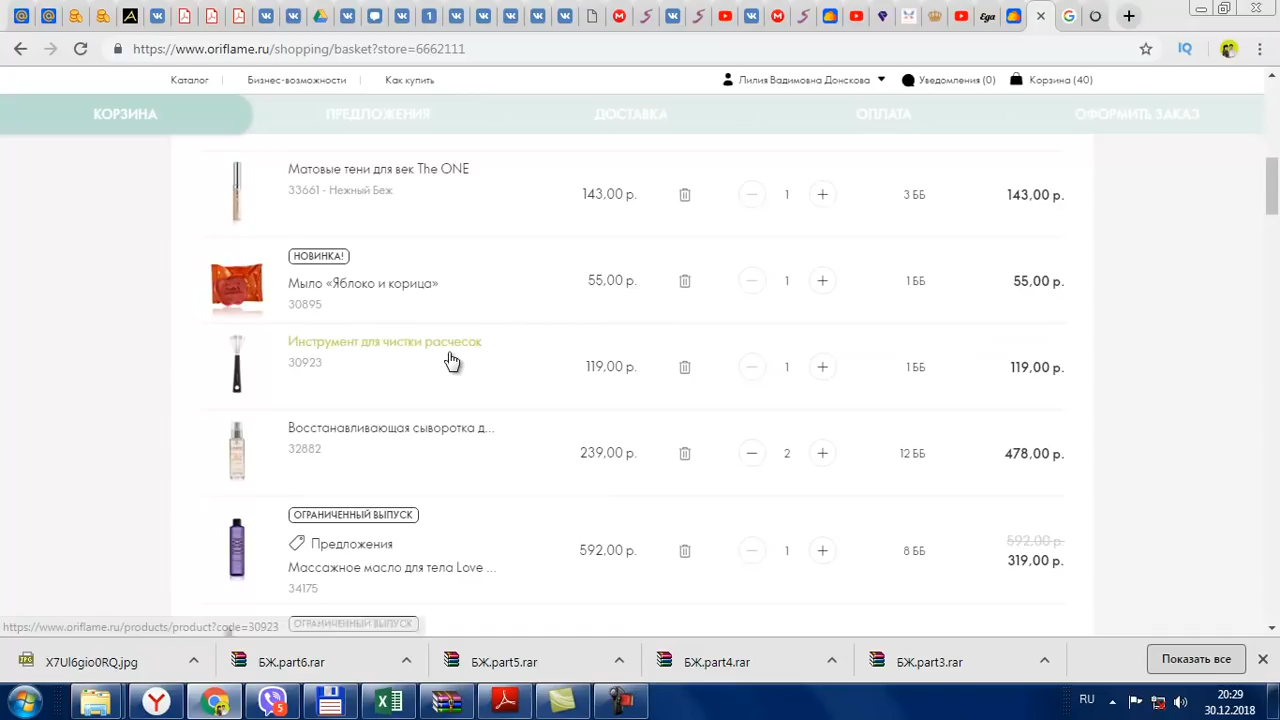 Ega
https://www.oriflame.ru/shopping/basket?store=6662111
Каталог
Бизнес-возможности
Как купить
Лилия Вадимовна Донскова
Уведомления (0)
Корзина (40)
КОРЗИНА
ПРЕДЛОЖЕНИЯ
ДОСТАВКА
ОПЛАТА
ОФОРМИТЬ ЗАКАЗ
Матовые тени для век The ONE
33661 - Нежный Беж
143,00 р.
1
3 ББ
143,00 р.
НОВИНКА!
Мыло «Яблоко и корица»
30895
55,00 р.
1
1 ББ
55,00 р.
Инструмент для чистки расчесок
30923
119,00 р.
1
1 ББ
119,00 р.
Восстанавливающая сыворотка д...
32882
239,00 р.
2
12 ББ
478,00 р.
ОГРАНИЧЕННЫЙ ВЫПУСК
Предложения
Массажное масло для тела Love ...
34175
592,00 р.
1
8 ББ
592,00 р.
319,00 р.
ОГРАНИЧЕННЫЙ ВЫПУСК
https://www.oriflame.ru/products/product?code=30923
X7Ul6gio0RQ.jpg
БЖ.part6.rar
БЖ.part5.rar
БЖ.part4.rar
БЖ.part3.rar
Показать все
RU
20:29
30.12.2018